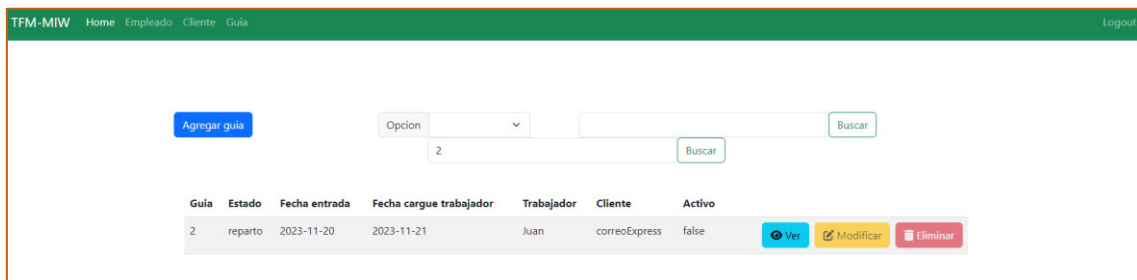 TFM-MIW Home Empleado Cliente Guia Logout
Agregar guia Opcion Buscar
2 Buscar
Guia Estado Fecha entrada Fecha cargue trabajador Trabajador Cliente Activo
2 reparto 2023-11-20 2023-11-21 Juan correoExpress false Ver Modificar Eliminar